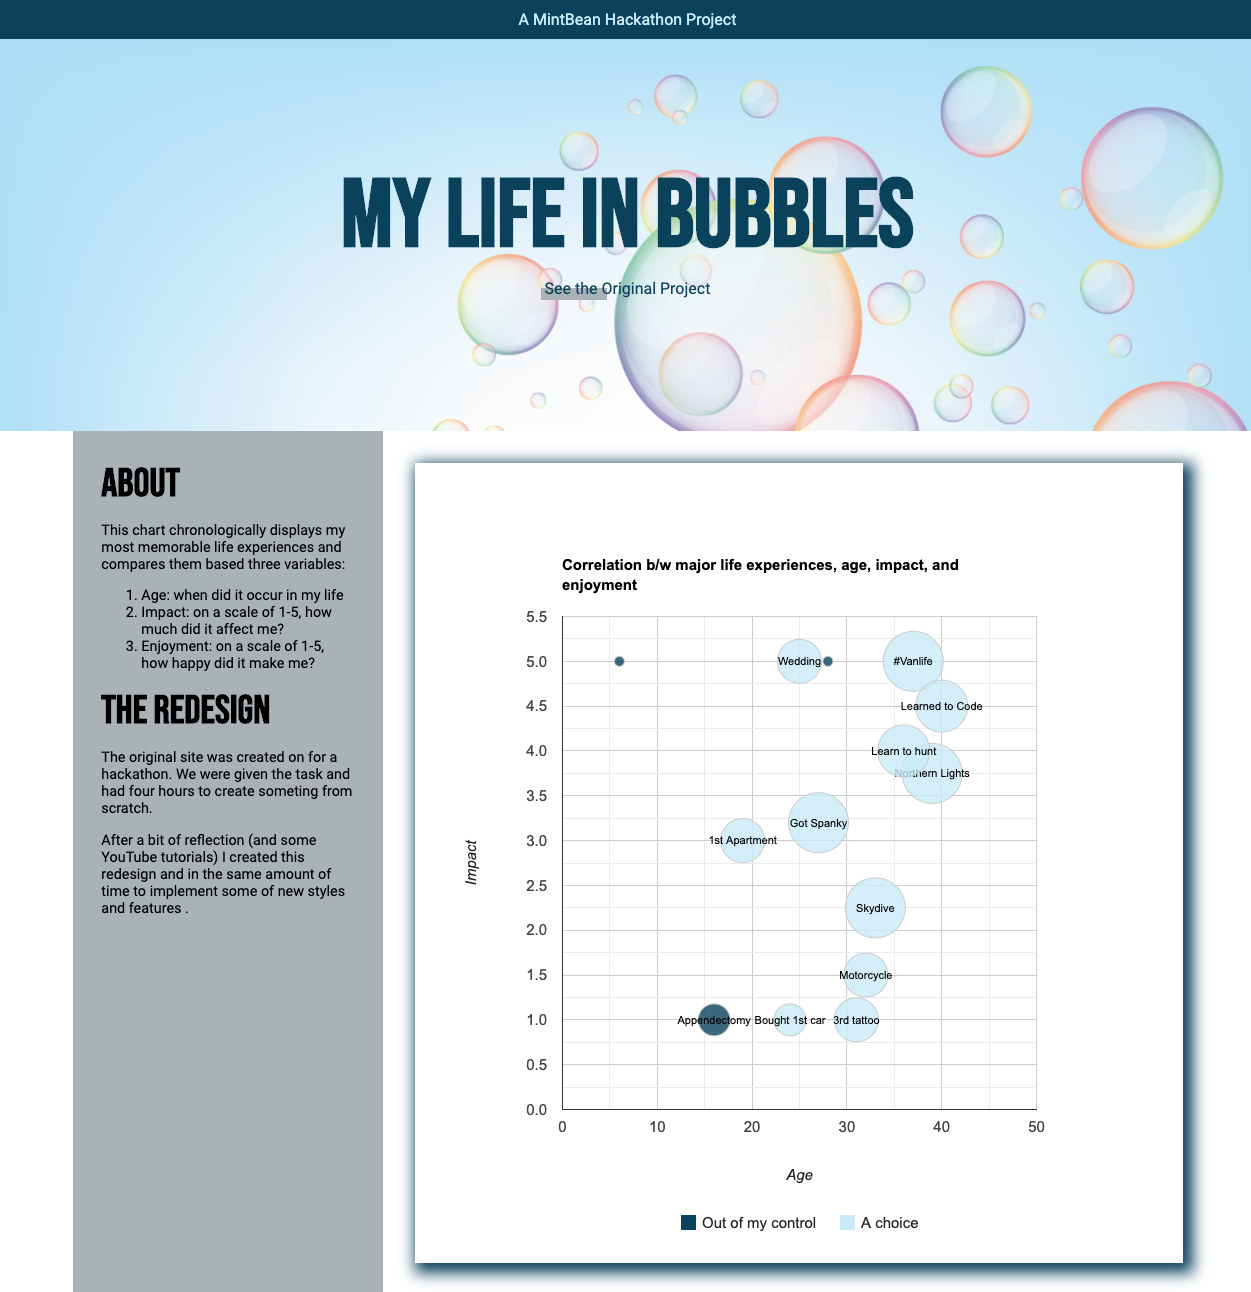 A MintBean Hackathon Project
MY LIFE IN BUBBLES
See the Original Project
ABOUT
This chart chronologically displays my
most memorable life experiences and
compares them based three variables:
1. Age: when did it occur in my life
2. Impact: on a scale of 1-5, how
much did it affect me?
3. Enjoyment: on a scale of 1-5,
how happy did it make me?
THE REDESIGN
The original site was created on for a
hackathon. We were given the task and
had four hours to create someting from
scratch.
After a bit of reflection (and some
YouTube tutorials) I created this
redesign and in the same amount of
time to implement some of new styles
and features .
Correlation b/w major life experiences, age, impact, and
enjoyment
5.5
5.0
Wedding
#Vanlife
4.5
Learned to Code
4.0
Learn to hunt
Northern Lights
3.5
Got Spanky
3.0
1st Apartment
2.5
Skydive
2.0
1.5
Motorcycle
1.0
Appendectomy
Bought 1st car
3rd tattoo
0.5
0.0
Impact
0 10 20 30 40 50
Age
Out of my control
A choice